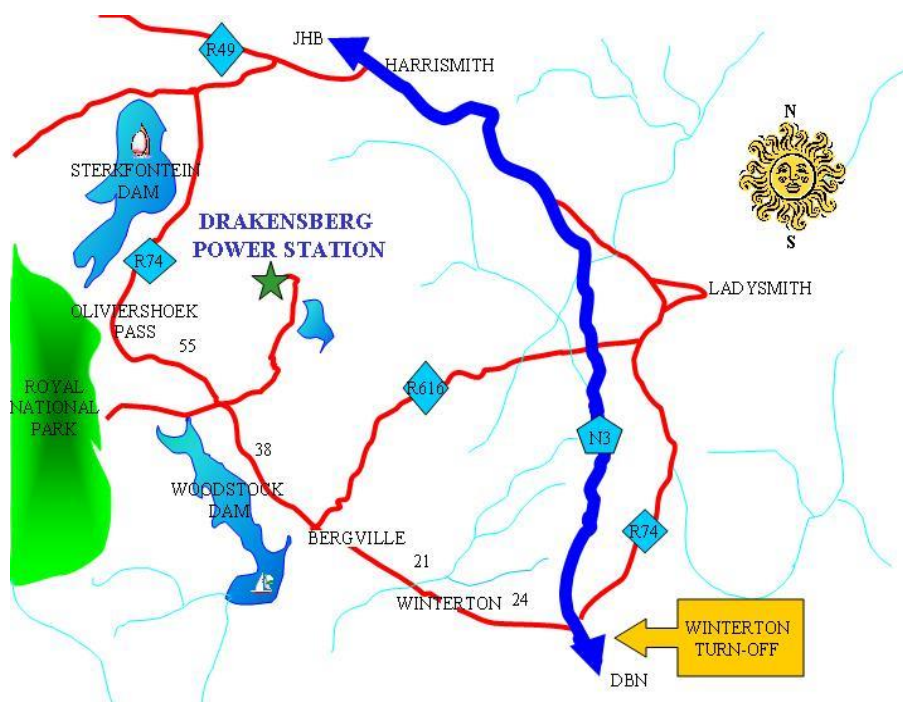 R49
JHB
HARRISMITH
N
STERKFONTEIN
DAM
S
DRAKENSBERG
POWER STATION
R74
LADYSMITH
OLIVIERSHOEK
PASS
55
ROYAL
NATIONAL
PARK
R616
N3
38
WOODSTOCK
DAM
BERGVILLE
R74
21
WINTERTON
24
WINTERTON
TURN-OFF
DBN